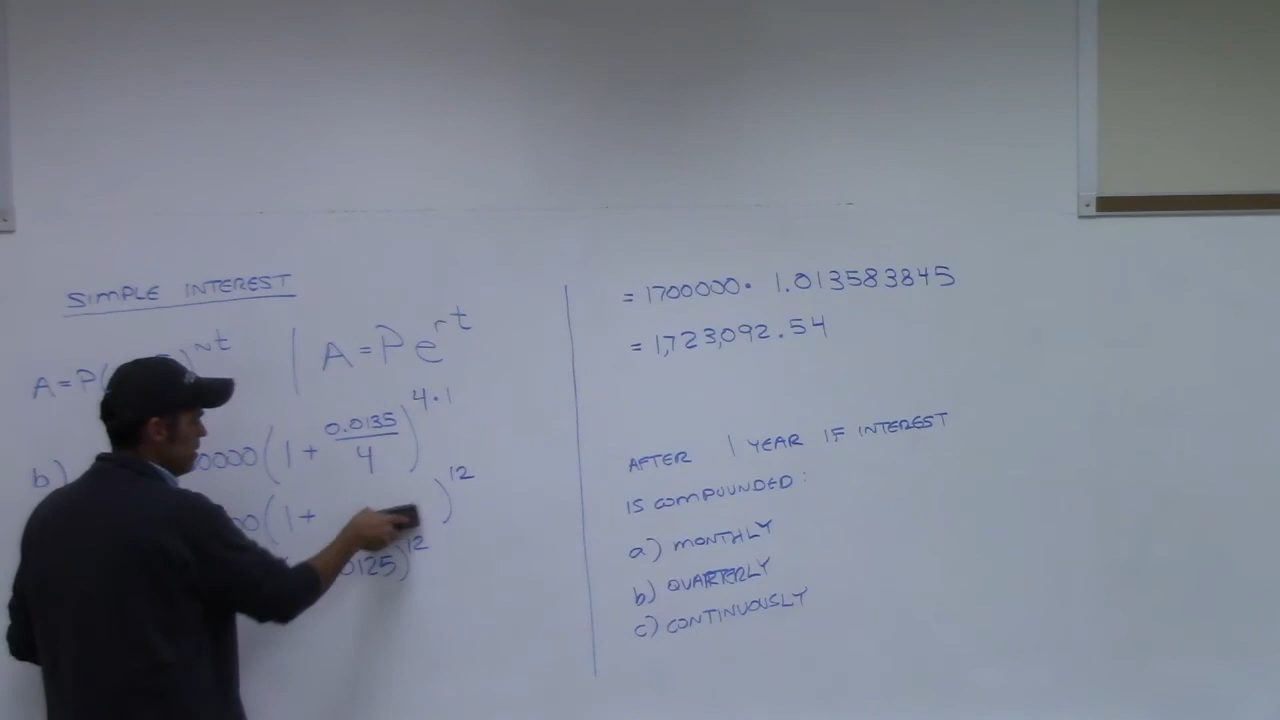 SIMPLE INTEREST
A=P( )^Nt | A=Pe^rt
b) 0000(1+ 0.0135/4)^4·1
00(1+ )^12
0125)^12
= 1700000· 1.013583845
= 1,723,092.54
AFTER 1 YEAR IF INTEREST
IS COMPOUNDED:
a) MONTHLY
b) QUARTERLY
c) CONTINUOUSLY